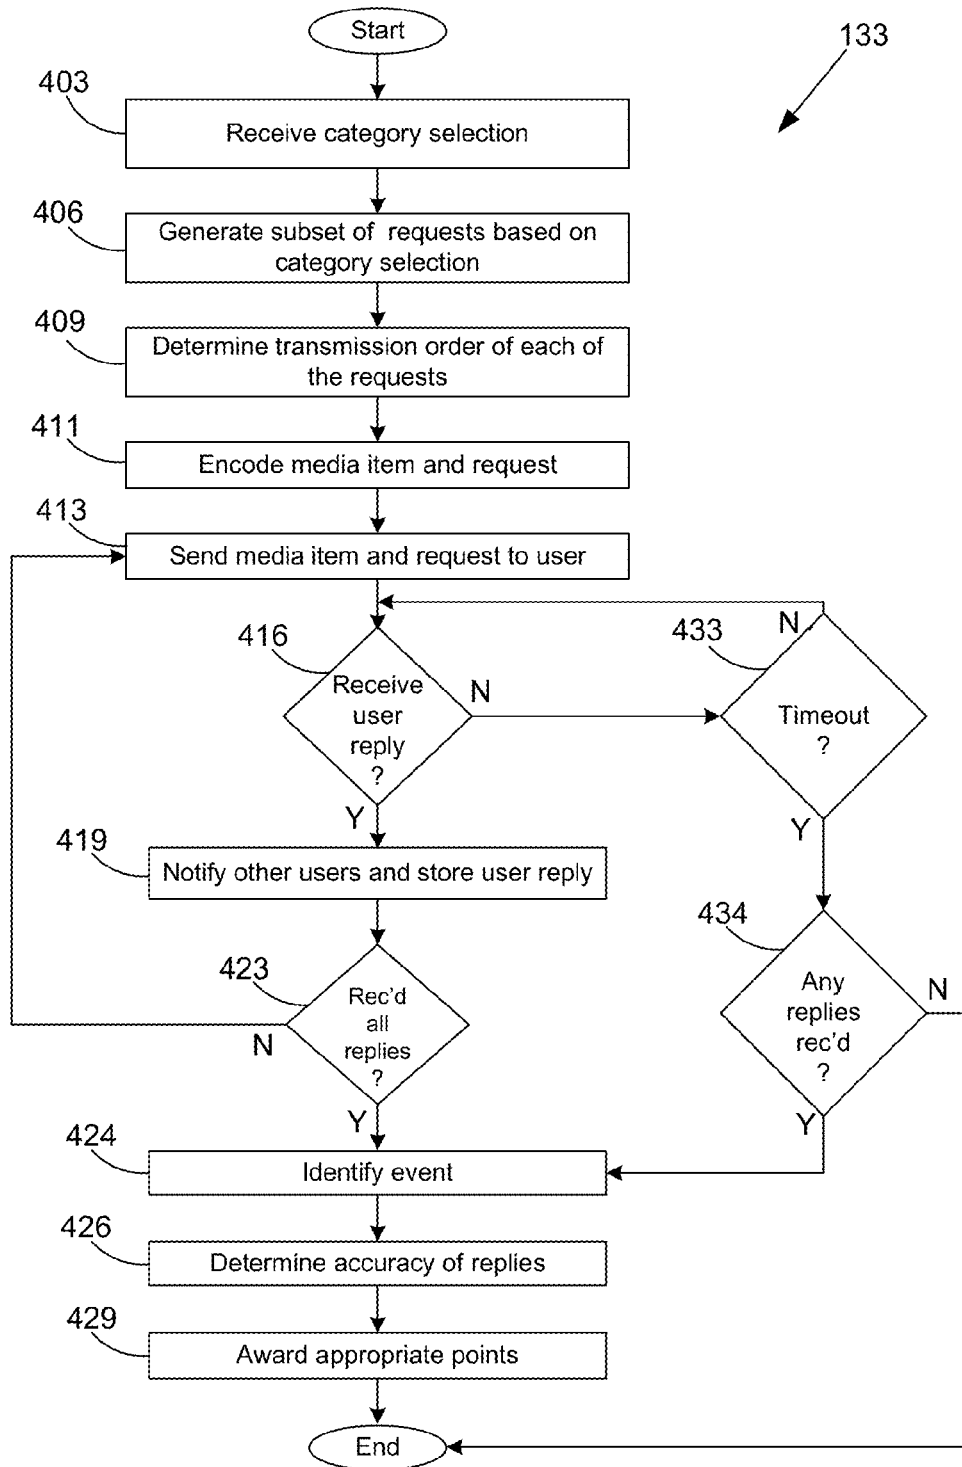 Start
133
403
Receive category selection
406
Generate subset of requests based on
category selection
409
Determine transmission order of each of
the requests
411
Encode media item and request
413
Send media item and request to user
416
Receive
user
reply
?
N
Y
433
N
Timeout
?
Y
419
Notify other users and store user reply
434
Any
replies
rec'd
?
N
Y
423
Rec'd
all
replies
?
N
Y
424
Identify event
426
Determine accuracy of replies
429
Award appropriate points
End